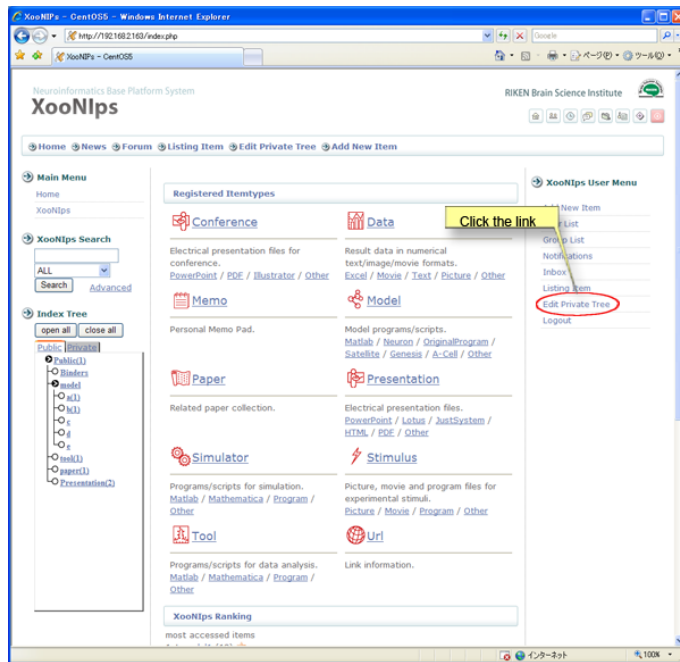 XooNIPs - CentOS5 - Windows Internet Explorer
http://192.168.2.163/index.php
Google
XooNIPs - CentOS5
ページ(P)
ツール(O)
Neuroinformatics Base Platform System
XooNIps
RIKEN Brain Science Institute
Home News Forum Listing Item Edit Private Tree Add New Item
Main Menu
Home
XooNIps
XooNIps Search
ALL
Search
Advanced
Index Tree
open all
close all
Public
Private
Public(1)
Binders
model
a(1)
b(1)
c
d
e
tool(1)
paper(1)
Presentation(2)
Registered Itemtypes
Conference
Electrical presentation files for
conference.
PowerPoint / PDF / Illustrator / Other
Data
Result data in numerical
text/image/movie formats.
Excel / Movie / Text / Picture / Other
Memo
Personal Memo Pad.
Model
Model programs/scripts.
Matlab / Neuron / OriginalProgram /
Satellite / Genesis / A-Cell / Other
Paper
Related paper collection.
Presentation
Electrical presentation files.
PowerPoint / Lotus / JustSystem /
HTML / PDF / Other
Simulator
Programs/scripts for simulation.
Matlab / Mathematica / Program /
Other
Stimulus
Picture, movie and program files for
experimental stimuli.
Picture / Movie / Program / Other
Tool
Programs/scripts for data analysis.
Matlab / Mathematica / Program /
Other
Url
Link information.
XooNIps Ranking
most accessed items
XooNIps User Menu
New Item
List
Group List
Notifications
Inbox
Listing Item
Edit Private Tree
Logout
Click the link
インターネット
100%